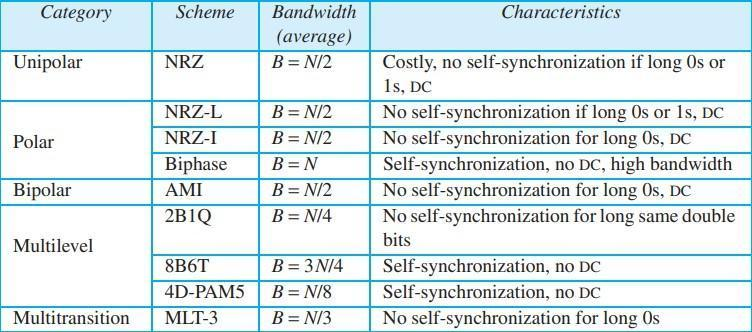 Category Scheme Bandwidth Characteristics
(average)
Unipolar NRZ B = N/2 Costly, no self-synchronization if long 0s or
1s, DC
NRZ-L B = N/2 No self-synchronization if long 0s or 1s, DC
Polar NRZ-I B = N/2 No self-synchronization for long 0s, DC
Biphase B = N Self-synchronization, no DC, high bandwidth
Bipolar AMI B = N/2 No self-synchronization for long 0s, DC
Multilevel 2B1Q B = N/4 No self-synchronization for long same double
bits
8B6T B = 3N/4 Self-synchronization, no DC
4D-PAM5 B = N/8 Self-synchronization, no DC
Multitransition MLT-3 B = N/3 No self-synchronization for long 0s